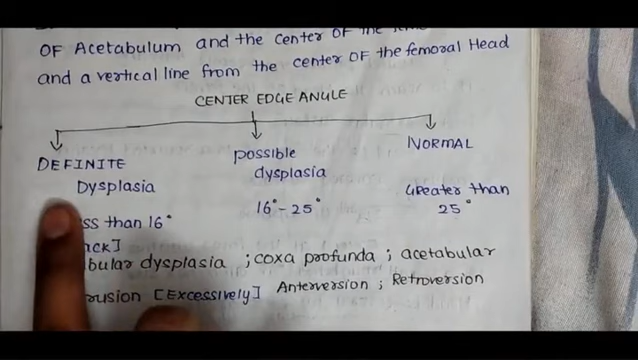 OF Acetabulum and the center OF the
and a vertical line from the center OF the femoral Head
CENTER EDGE ANGLE
DEFINITE
Dysplasia
possible
dysplasia
NORMAL
16° - 25°
Greater than
25°
ss than 16°
ack]
bular dysplasia ; coxa profunda ; acetabular
rusion [Excessively] Anterversion ; Retroversion